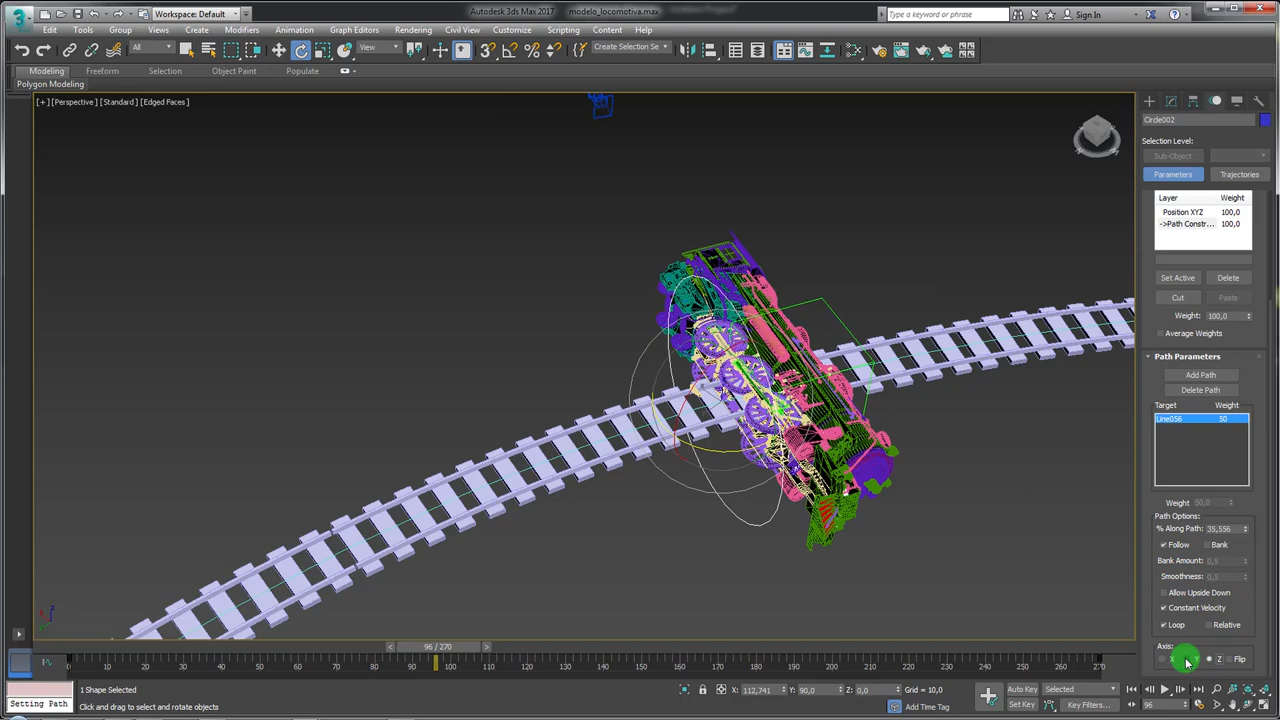 Workspace: Default
Autodesk 3ds Max 2017 modelo_locomotiva.max
Type a keyword or phrase
Sign In
Edit Tools Group Views Create Modifiers Animation Graph Editors Rendering Civil View Customize Scripting Content Help
All
View
Create Selection Se
Modeling Freeform Selection Object Paint Populate
Polygon Modeling
[+] [Perspective] [Standard] [Edged Faces]
Circle002
Selection Level:
Sub-Object
Parameters Trajectories
Layer Weight
Position XYZ 100,0
->Path Constr... 100,0
Set Active Delete
Cut Paste
Weight: 100,0
Average Weights
Path Parameters
Add Path
Delete Path
Target Weight
Line056 50
Weight 50,0
Path Options:
% Along Path: 35,556
Follow Bank
Bank Amount: 0,5
Smoothness: 0,5
Allow Upside Down
Constant Velocity
Loop Relative
Axis:
X Y Z Flip
96 / 270
0 10 20 30 40 50 60 70 80 90 100 110 120 130 140 150 160 170 180 190 200 210 220 230 240 250 260 270
1 Shape Selected
X: 112,741 Y: 90,0 Z: 0,0 Grid = 10,0
Auto Key Selected
Setting Path
Click and drag to select and rotate objects
Add Time Tag
Set Key Key Filters...
96